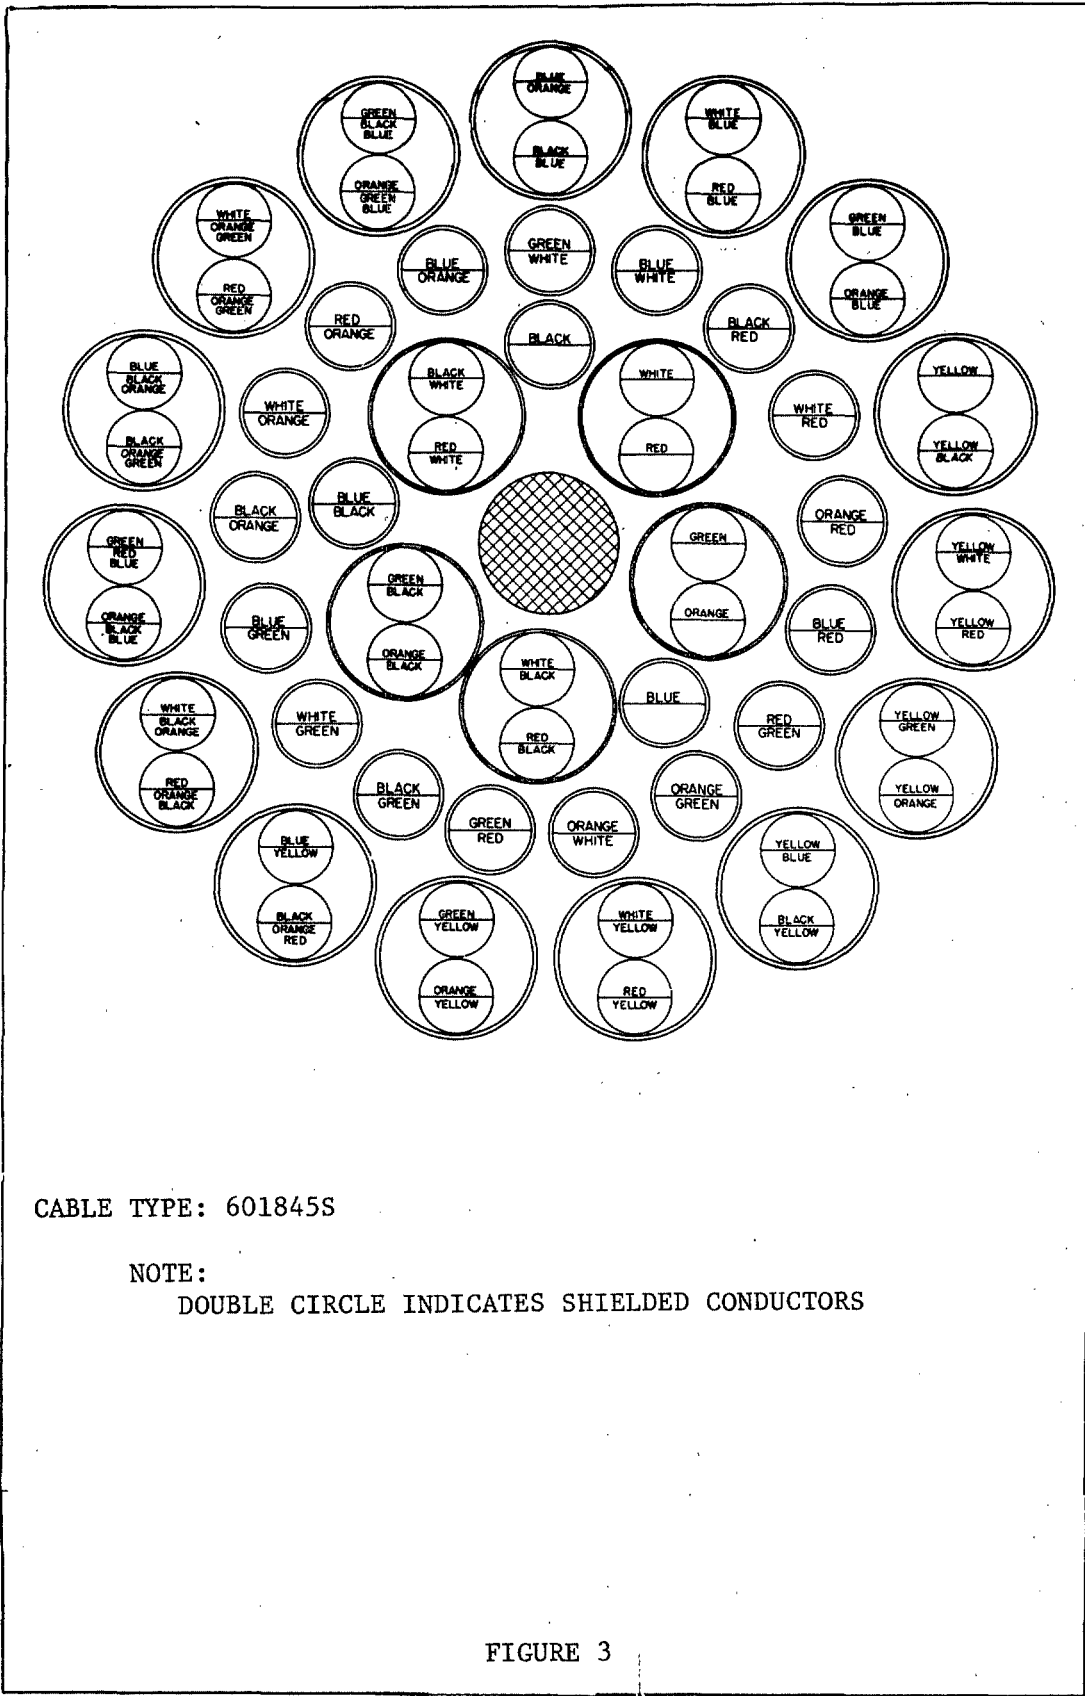 BLUE
ORANGE
BLACK
BLUE
GREEN
BLACK
BLUE
ORANGE
GREEN
BLUE
WHITE
BLUE
RED
BLUE
WHITE
ORANGE
GREEN
RED
ORANGE
GREEN
GREEN
BLUE
ORANGE
BLUE
BLUE
ORANGE
GREEN
WHITE
BLUE
WHITE
RED
ORANGE
BLACK
BLACK
RED
BLUE
BLACK
ORANGE
BLACK
ORANGE
GREEN
WHITE
ORANGE
BLACK
WHITE
RED
WHITE
WHITE
RED
WHITE
RED
YELLOW
YELLOW
BLACK
BLACK
ORANGE
BLUE
BLACK
ORANGE
RED
GREEN
RED
BLUE
ORANGE
BLACK
BLUE
GREEN
ORANGE
YELLOW
WHITE
YELLOW
RED
BLUE
GREEN
GREEN
BLACK
ORANGE
BLACK
BLUE
RED
WHITE
BLACK
ORANGE
RED
ORANGE
BLACK
WHITE
GREEN
WHITE
BLACK
RED
BLACK
BLUE
RED
GREEN
YELLOW
GREEN
YELLOW
ORANGE
BLACK
GREEN
GREEN
RED
ORANGE
WHITE
ORANGE
GREEN
BLUE
YELLOW
BLACK
ORANGE
RED
YELLOW
BLUE
BLACK
YELLOW
GREEN
YELLOW
ORANGE
YELLOW
WHITE
YELLOW
RED
YELLOW
CABLE TYPE: 601845S
NOTE:
DOUBLE CIRCLE INDICATES SHIELDED CONDUCTORS
FIGURE 3